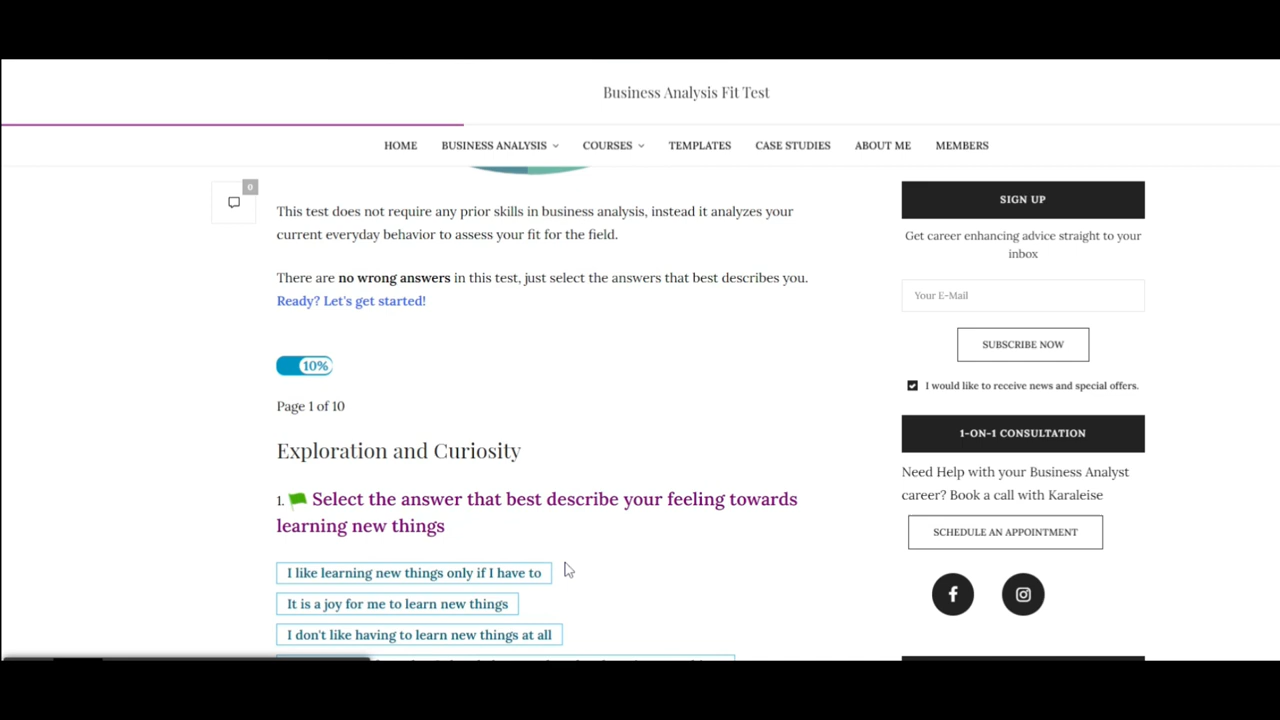 Business Analysis Fit Test
HOME BUSINESS ANALYSIS COURSES TEMPLATES CASE STUDIES ABOUT ME MEMBERS
0
This test does not require any prior skills in business analysis, instead it analyzes your
current everyday behavior to assess your fit for the field.
There are no wrong answers in this test, just select the answers that best describes you.
Ready? Let's get started!
10%
Page 1 of 10
Exploration and Curiosity
1. Select the answer that best describe your feeling towards
learning new things
I like learning new things only if I have to
It is a joy for me to learn new things
I don't like having to learn new things at all
SIGN UP
Get career enhancing advice straight to your
inbox
Your E-Mail
SUBSCRIBE NOW
I would like to receive news and special offers.
1-ON-1 CONSULTATION
Need Help with your Business Analyst
career? Book a call with Karaleise
SCHEDULE AN APPOINTMENT